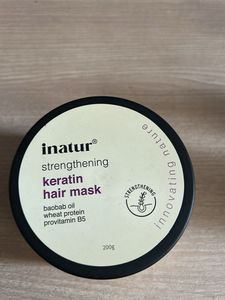 inatur®
strengthening
keratin
hair mask
baobab oil
wheat protein
provitamin B5
STRENGTHENING
innovating nature
200g